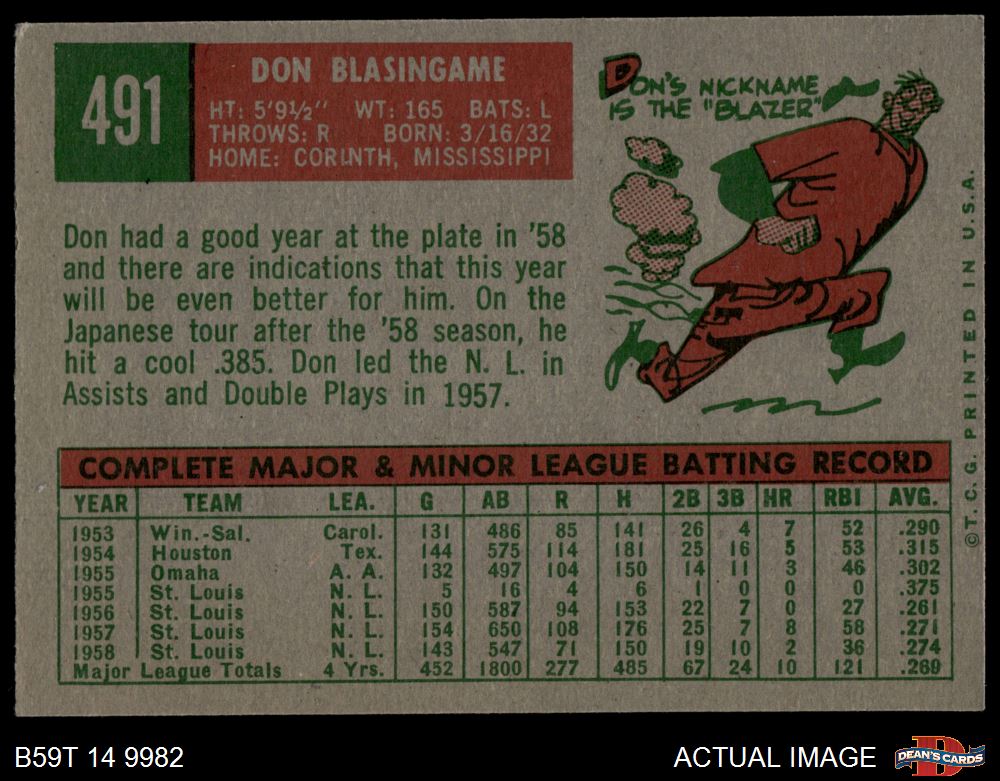 491
DON BLASINGAME
HT: 5'9½" WT: 165 BATS: L
THROWS: R BORN: 3/16/32
HOME: CORINTH, MISSISSIPPI
DON'S NICKNAME
IS THE "BLAZER"
Don had a good year at the plate in '58
and there are indications that this year
will be even better for him. On the
Japanese tour after the '58 season, he
hit a cool .385. Don led the N. L. in
Assists and Double Plays in 1957.
COMPLETE MAJOR & MINOR LEAGUE BATTING RECORD
YEAR TEAM LEA. G AB R H 2B 3B HR RBI AVG.
1953 Win.-Sal. Carol. 131 486 85 141 26 4 7 52 .290
1954 Houston Tex. 144 575 114 181 25 16 5 53 .315
1955 Omaha A. A. 132 497 104 150 14 11 3 46 .302
1955 St. Louis N. L. 5 16 4 6 1 0 0 0 .375
1956 St. Louis N. L. 150 587 94 153 22 7 0 27 .261
1957 St. Louis N. L. 154 650 108 176 25 7 8 58 .271
1958 St. Louis N. L. 143 547 71 150 19 10 2 36 .274
Major League Totals 4 Yrs. 452 1800 277 485 67 24 10 121 .269
© T. C. G. PRINTED IN U.S.A.
B59T 14 9982
ACTUAL IMAGE
D
DEAN'S CARDS